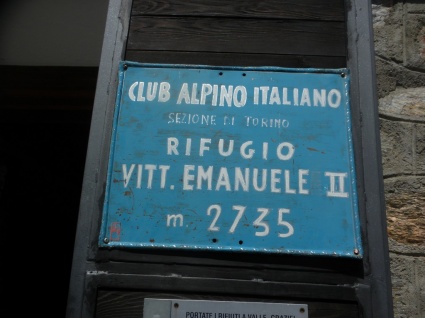 CLUB ALPINO ITALIANO
SEZIONE DI TORINO
RIFUGIO
VITT. EMANUELE II
m 2735
PORTATE I RIFIUTI A VALLE. GRAZIE!